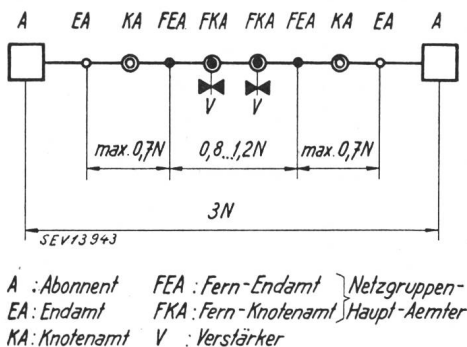 A EA KA FEA FKA FKA FEA KA EA A
V V
max. 0,7N 0,8...1,2N max. 0,7N
3N
SEV13943
A : Abonnent FEA : Fern-Endamt } Netzgruppen-
EA : Endamt FKA : Fern-Knotenamt } Haupt-Aemter
KA : Knotenamt V : Verstärker